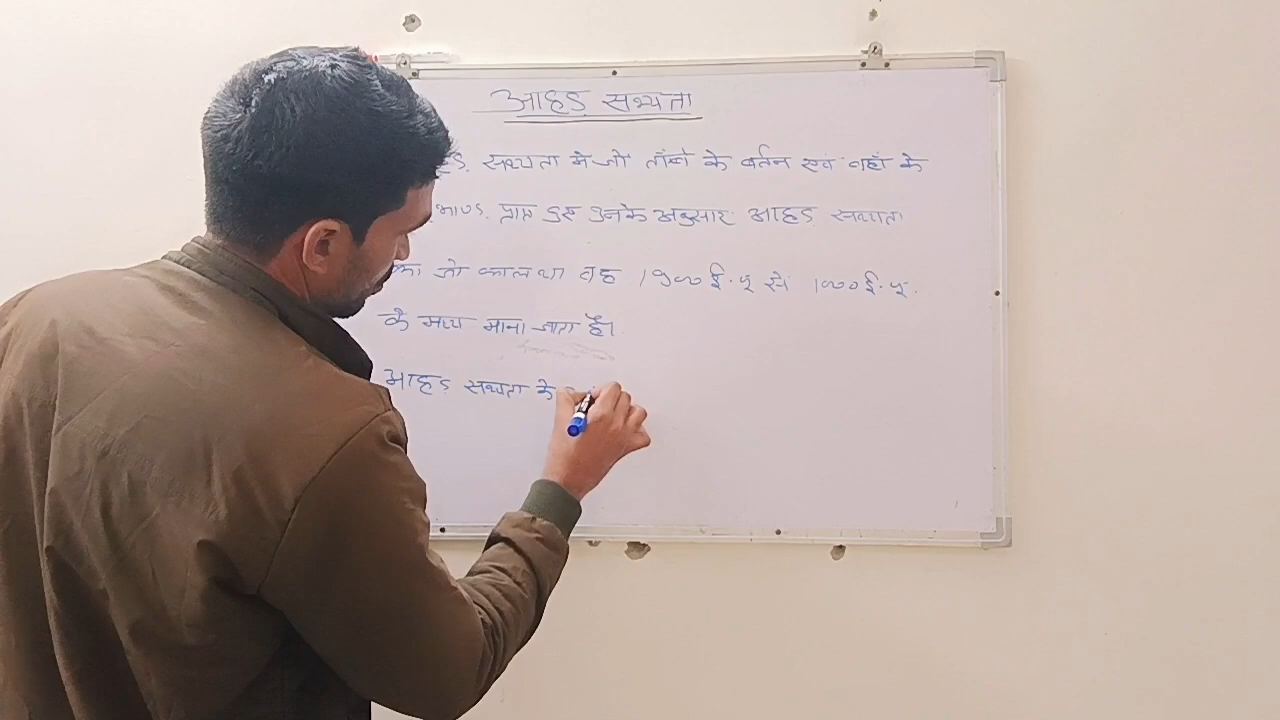 आहड सभ्यता
सभ्यता मे जो ताँबे के बर्तन एवं वहाँ के
भाण्ड प्राप्त हुए उनके अनुसार आहड सभ्यता
का जो काल था वह 1900 ई.पू से 1000 ई.पू.
के मध्य माना जाता है।
आहड सभ्यता के